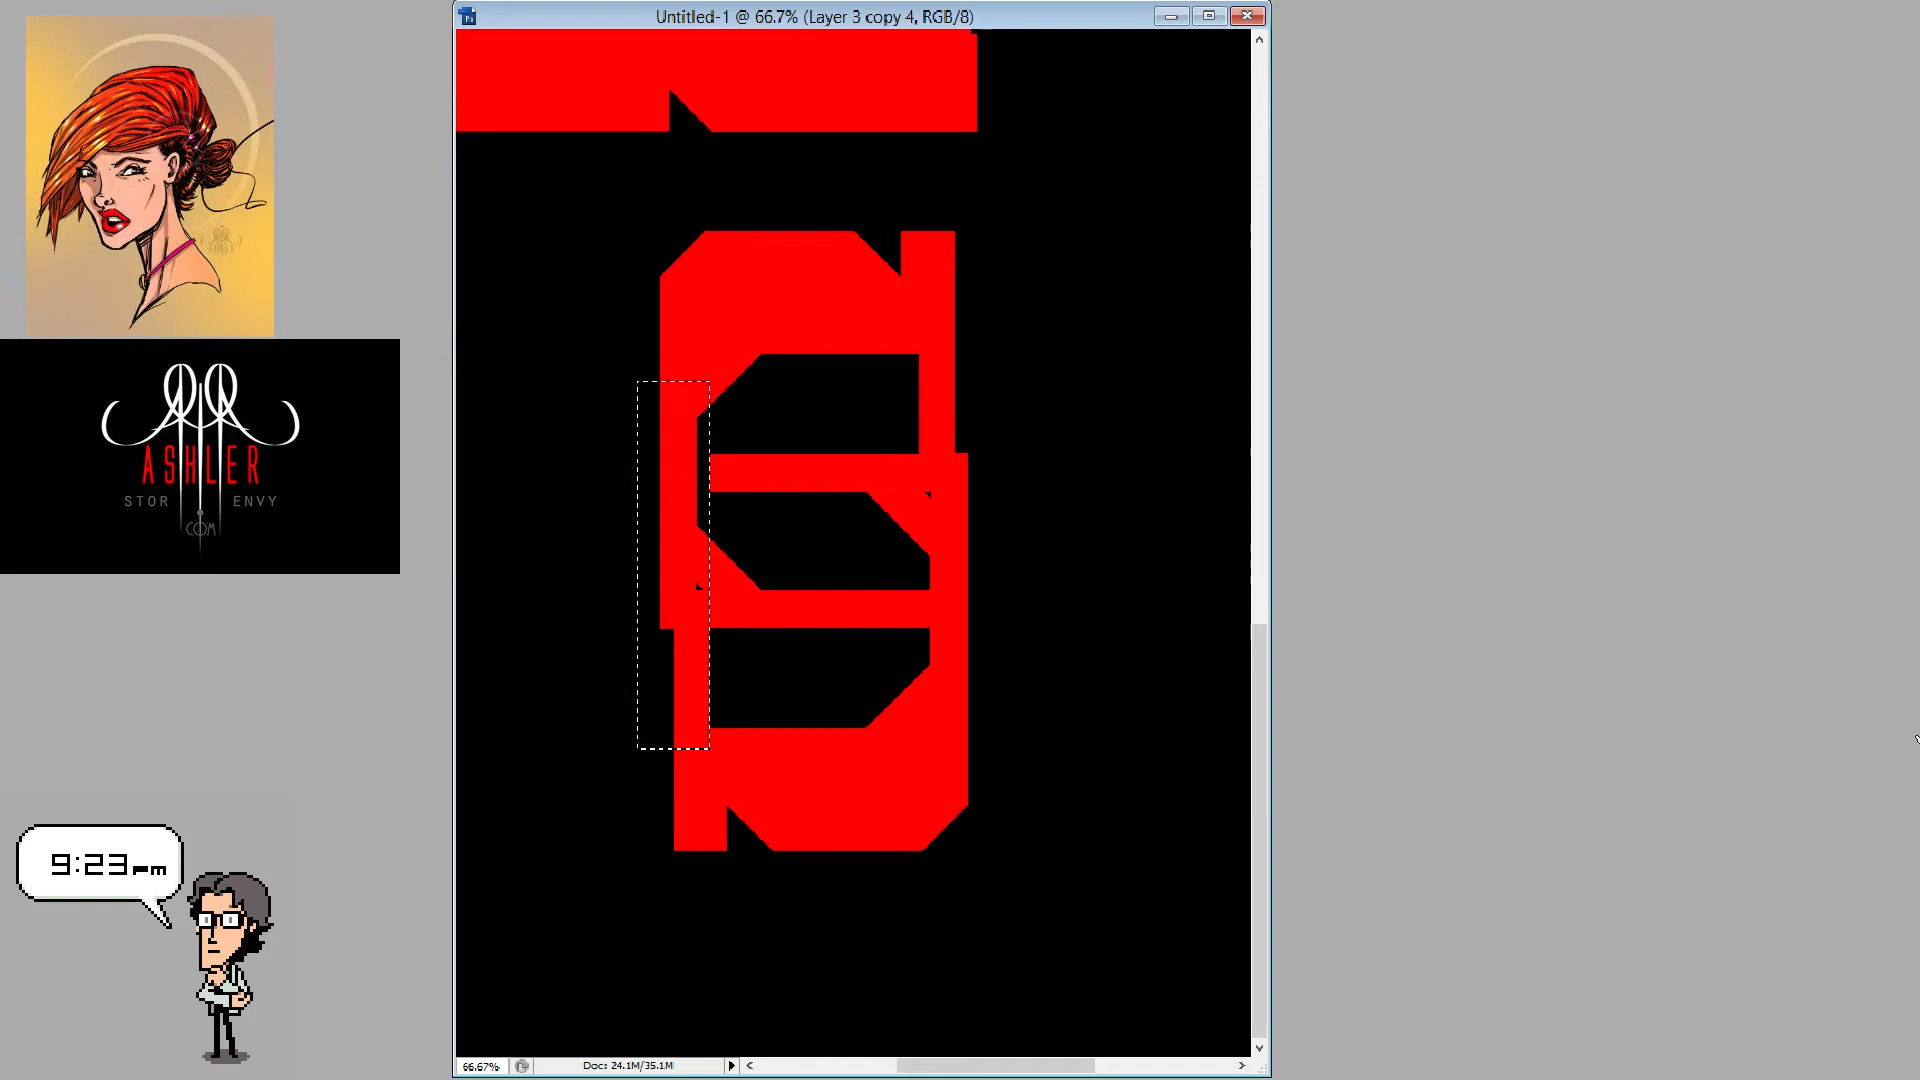 Untitled-1 @ 66.7% (Layer 3 copy 4, RGB/8)
Ps
ASHLER
STOR ENVY
COM
9:23pm
66.67%
Doc: 24.1M/35.1M